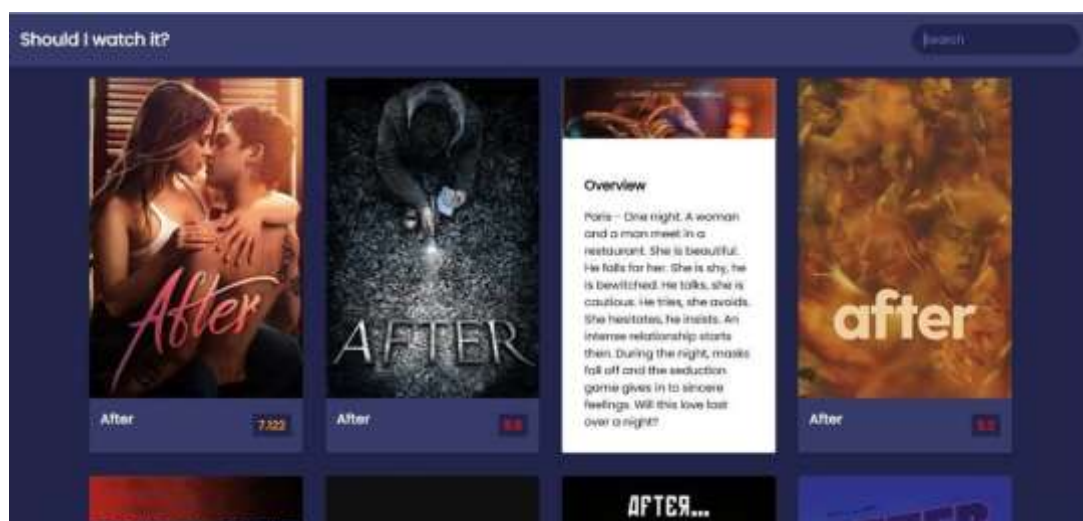 Should I watch it?
Search
After
AFTER
Overview
Paris - One night. A woman
and a man meet in a
restaurant. She is beautiful.
He falls for her. She is shy, he
is bewitched. He talks, she is
cautious. He tries, she avoids.
She hesitates, he insists. An
intense relationship starts
then. During the night, masks
fall off and the seduction
game gives in to sincere
feelings. Will this love last
over a night?
after
After
7.122
After
After
AFTER...